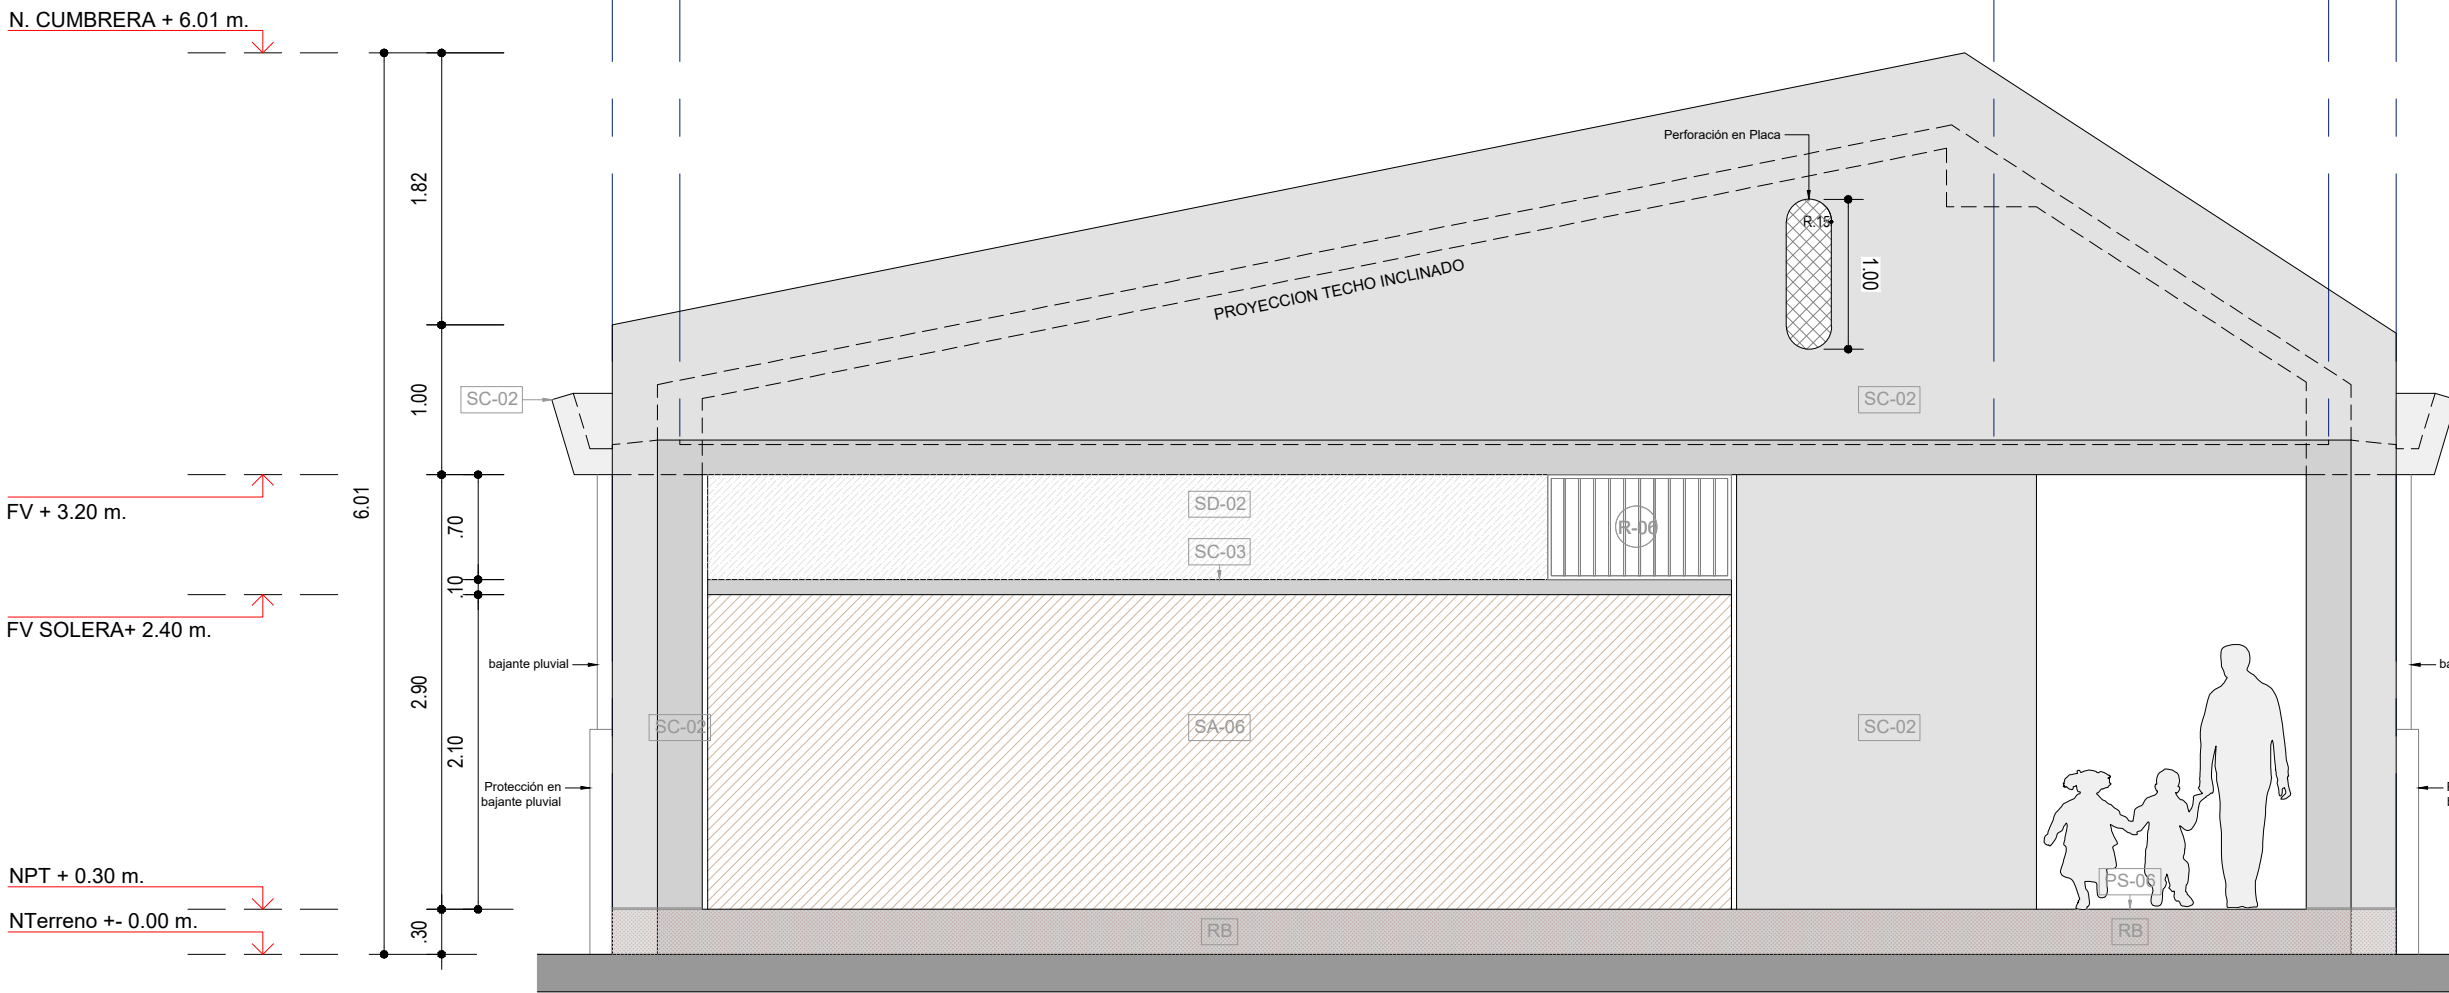 N. CUMBRERA + 6.01 m.
Perforación en Placa
1.82
R.15
1.00
PROYECCION TECHO INCLINADO
1.00
SC-02
SC-02
6.01
FV + 3.20 m.
.70
SD-02
R-06
SC-03
.10
FV SOLERA+ 2.40 m.
bajante pluvial
2.90
SC-02
SA-06
SC-02
2.10
Protección en
bajante pluvial
NPT + 0.30 m.
PS-06
NTerreno +- 0.00 m.
.30
RB
RB